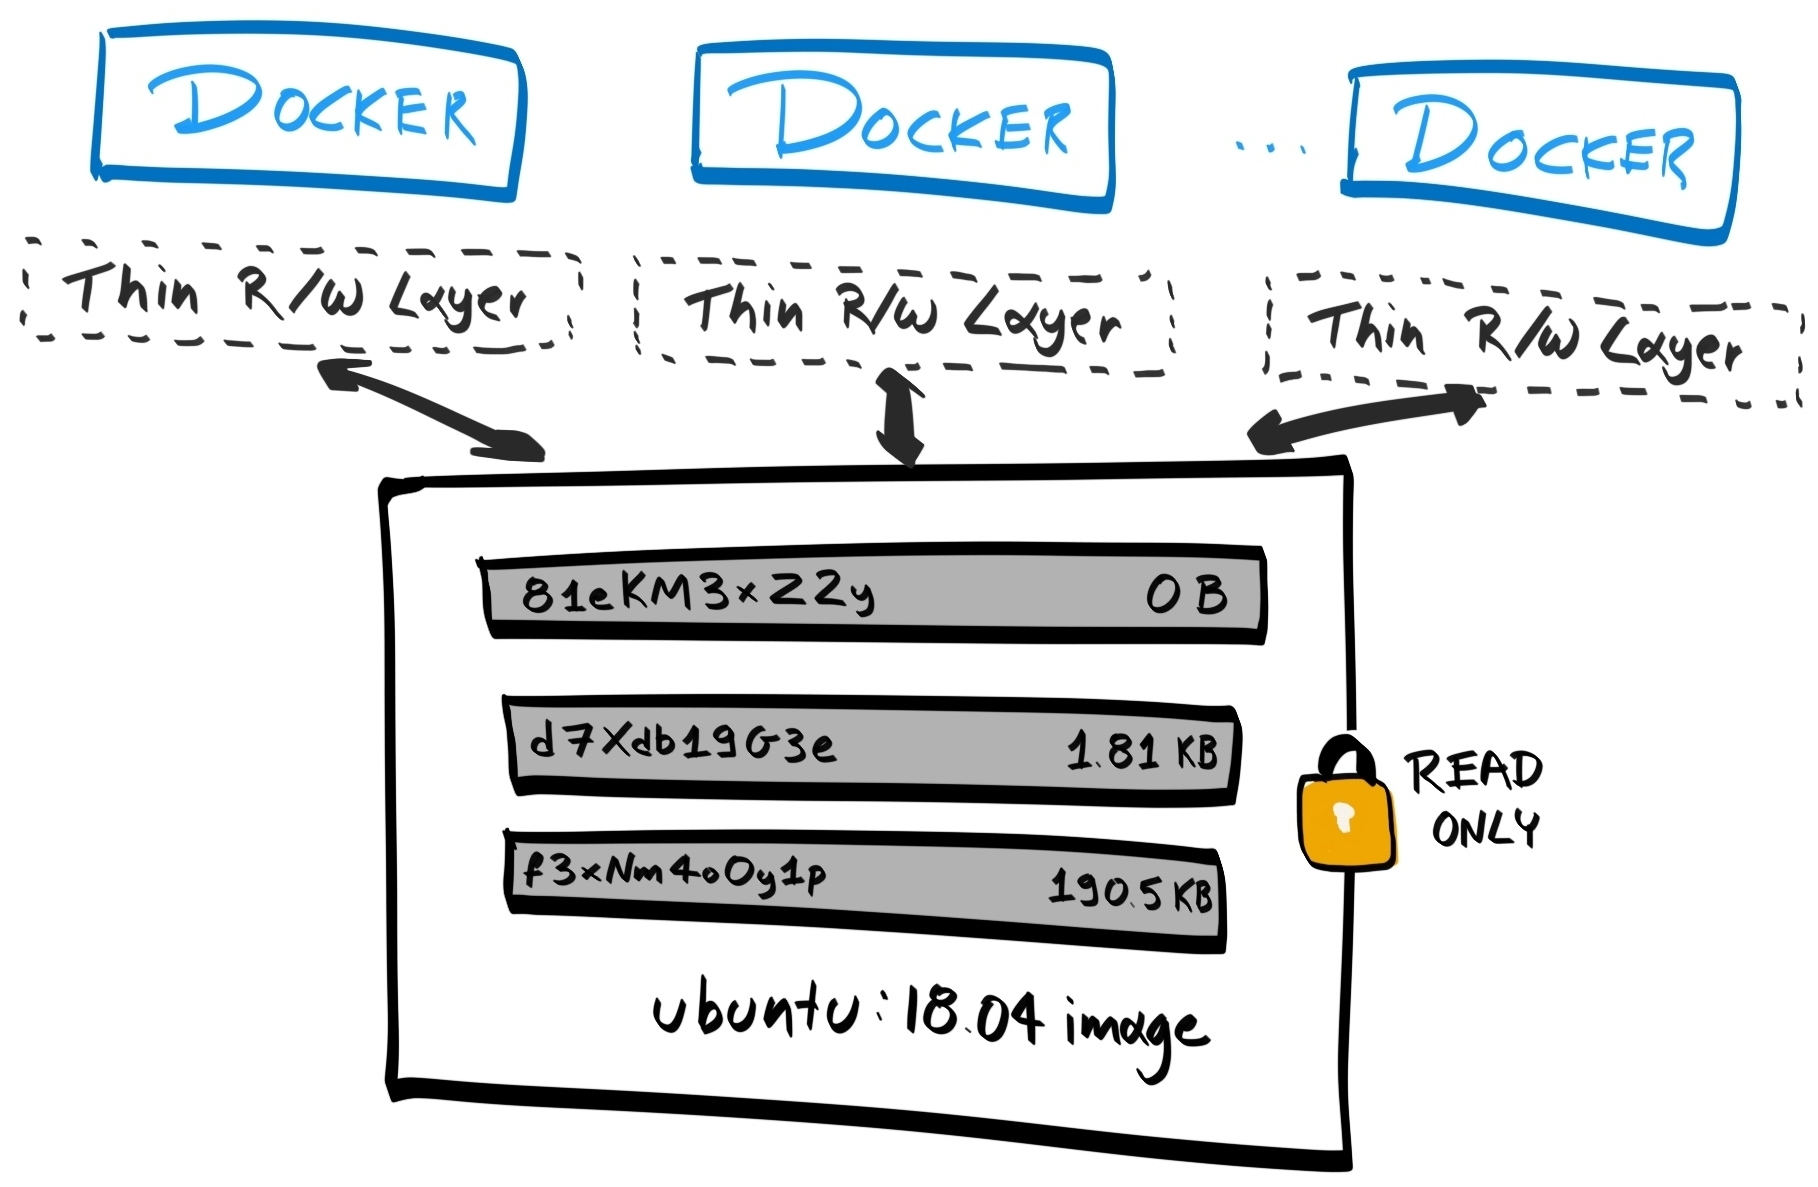 DOCKER DOCKER ... DOCKER
Thin R/W Layer Thin R/W Layer Thin R/W Layer
81eKM3xZ2y 0 B
d7Xdb19G3e 1.81 KB
f3xNm4oOy1p 190.5 KB
READ
ONLY
ubuntu:18.04 image